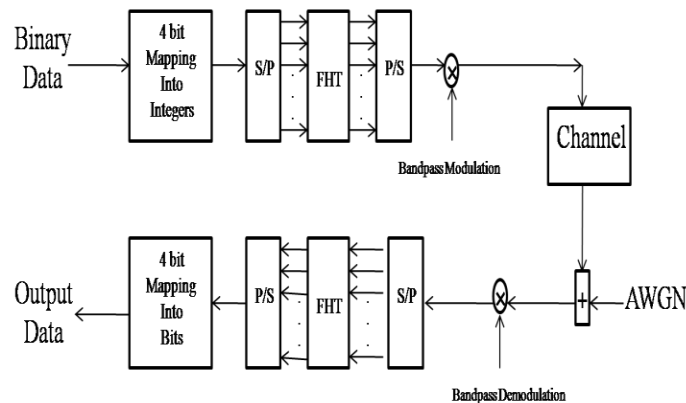 Binary
Data
4 bit
Mapping
Into
Integers
S/P
FHT
P/S
Bandpass Modulation
Channel
Output
Data
4 bit
Mapping
Into
Bits
P/S
FHT
S/P
+
AWGN
Bandpass Demodulation